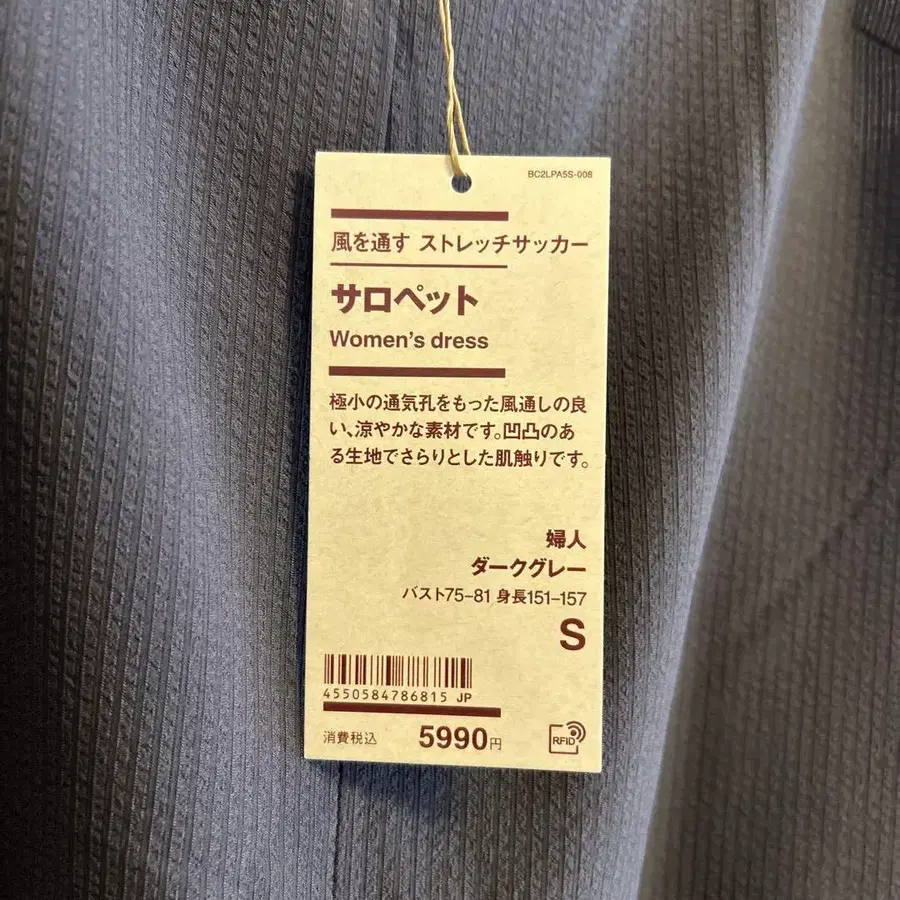 BC2LPA5S-008
風を通す ストレッチサッカー
サロペット
Women's dress
極小の通気孔をもった風通しの良
い、涼やかな素材です。凹凸のあ
る生地でさらりとした肌触りです。
婦人
ダークグレー
バスト75-81 身長151-157
S
4550584786815 JP
消費税込 5990円
RFID